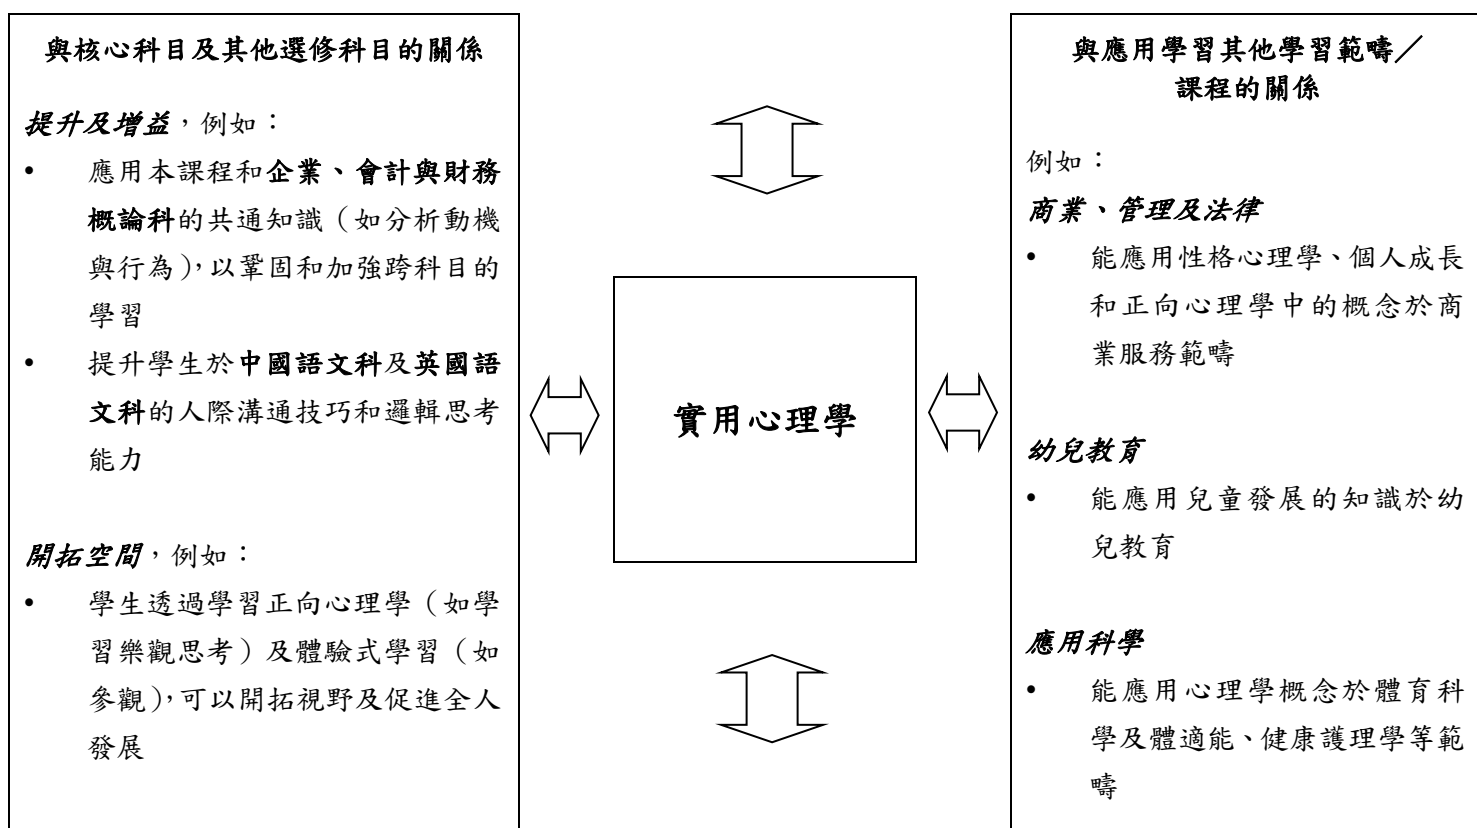 與核心科目及其他選修科目的關係
提升及增益，例如：
• 應用本課程和企業、會計與財務
概論科的共通知識（如分析動機
與行為），以鞏固和加強跨科目的
學習
• 提升學生於中國語文科及英國語
文科的人際溝通技巧和邏輯思考
能力
開拓空間，例如：
• 學生透過學習正向心理學（如學
習樂觀思考）及體驗式學習（如
參觀），可以開拓視野及促進全人
發展
實用心理學
與應用學習其他學習範疇／
課程的關係
例如：
商業、管理及法律
• 能應用性格心理學、個人成長
和正向心理學中的概念於商
業服務範疇
幼兒教育
• 能應用兒童發展的知識於幼
兒教育
應用科學
• 能應用心理學概念於體育科
學及體適能、健康護理學等範
疇